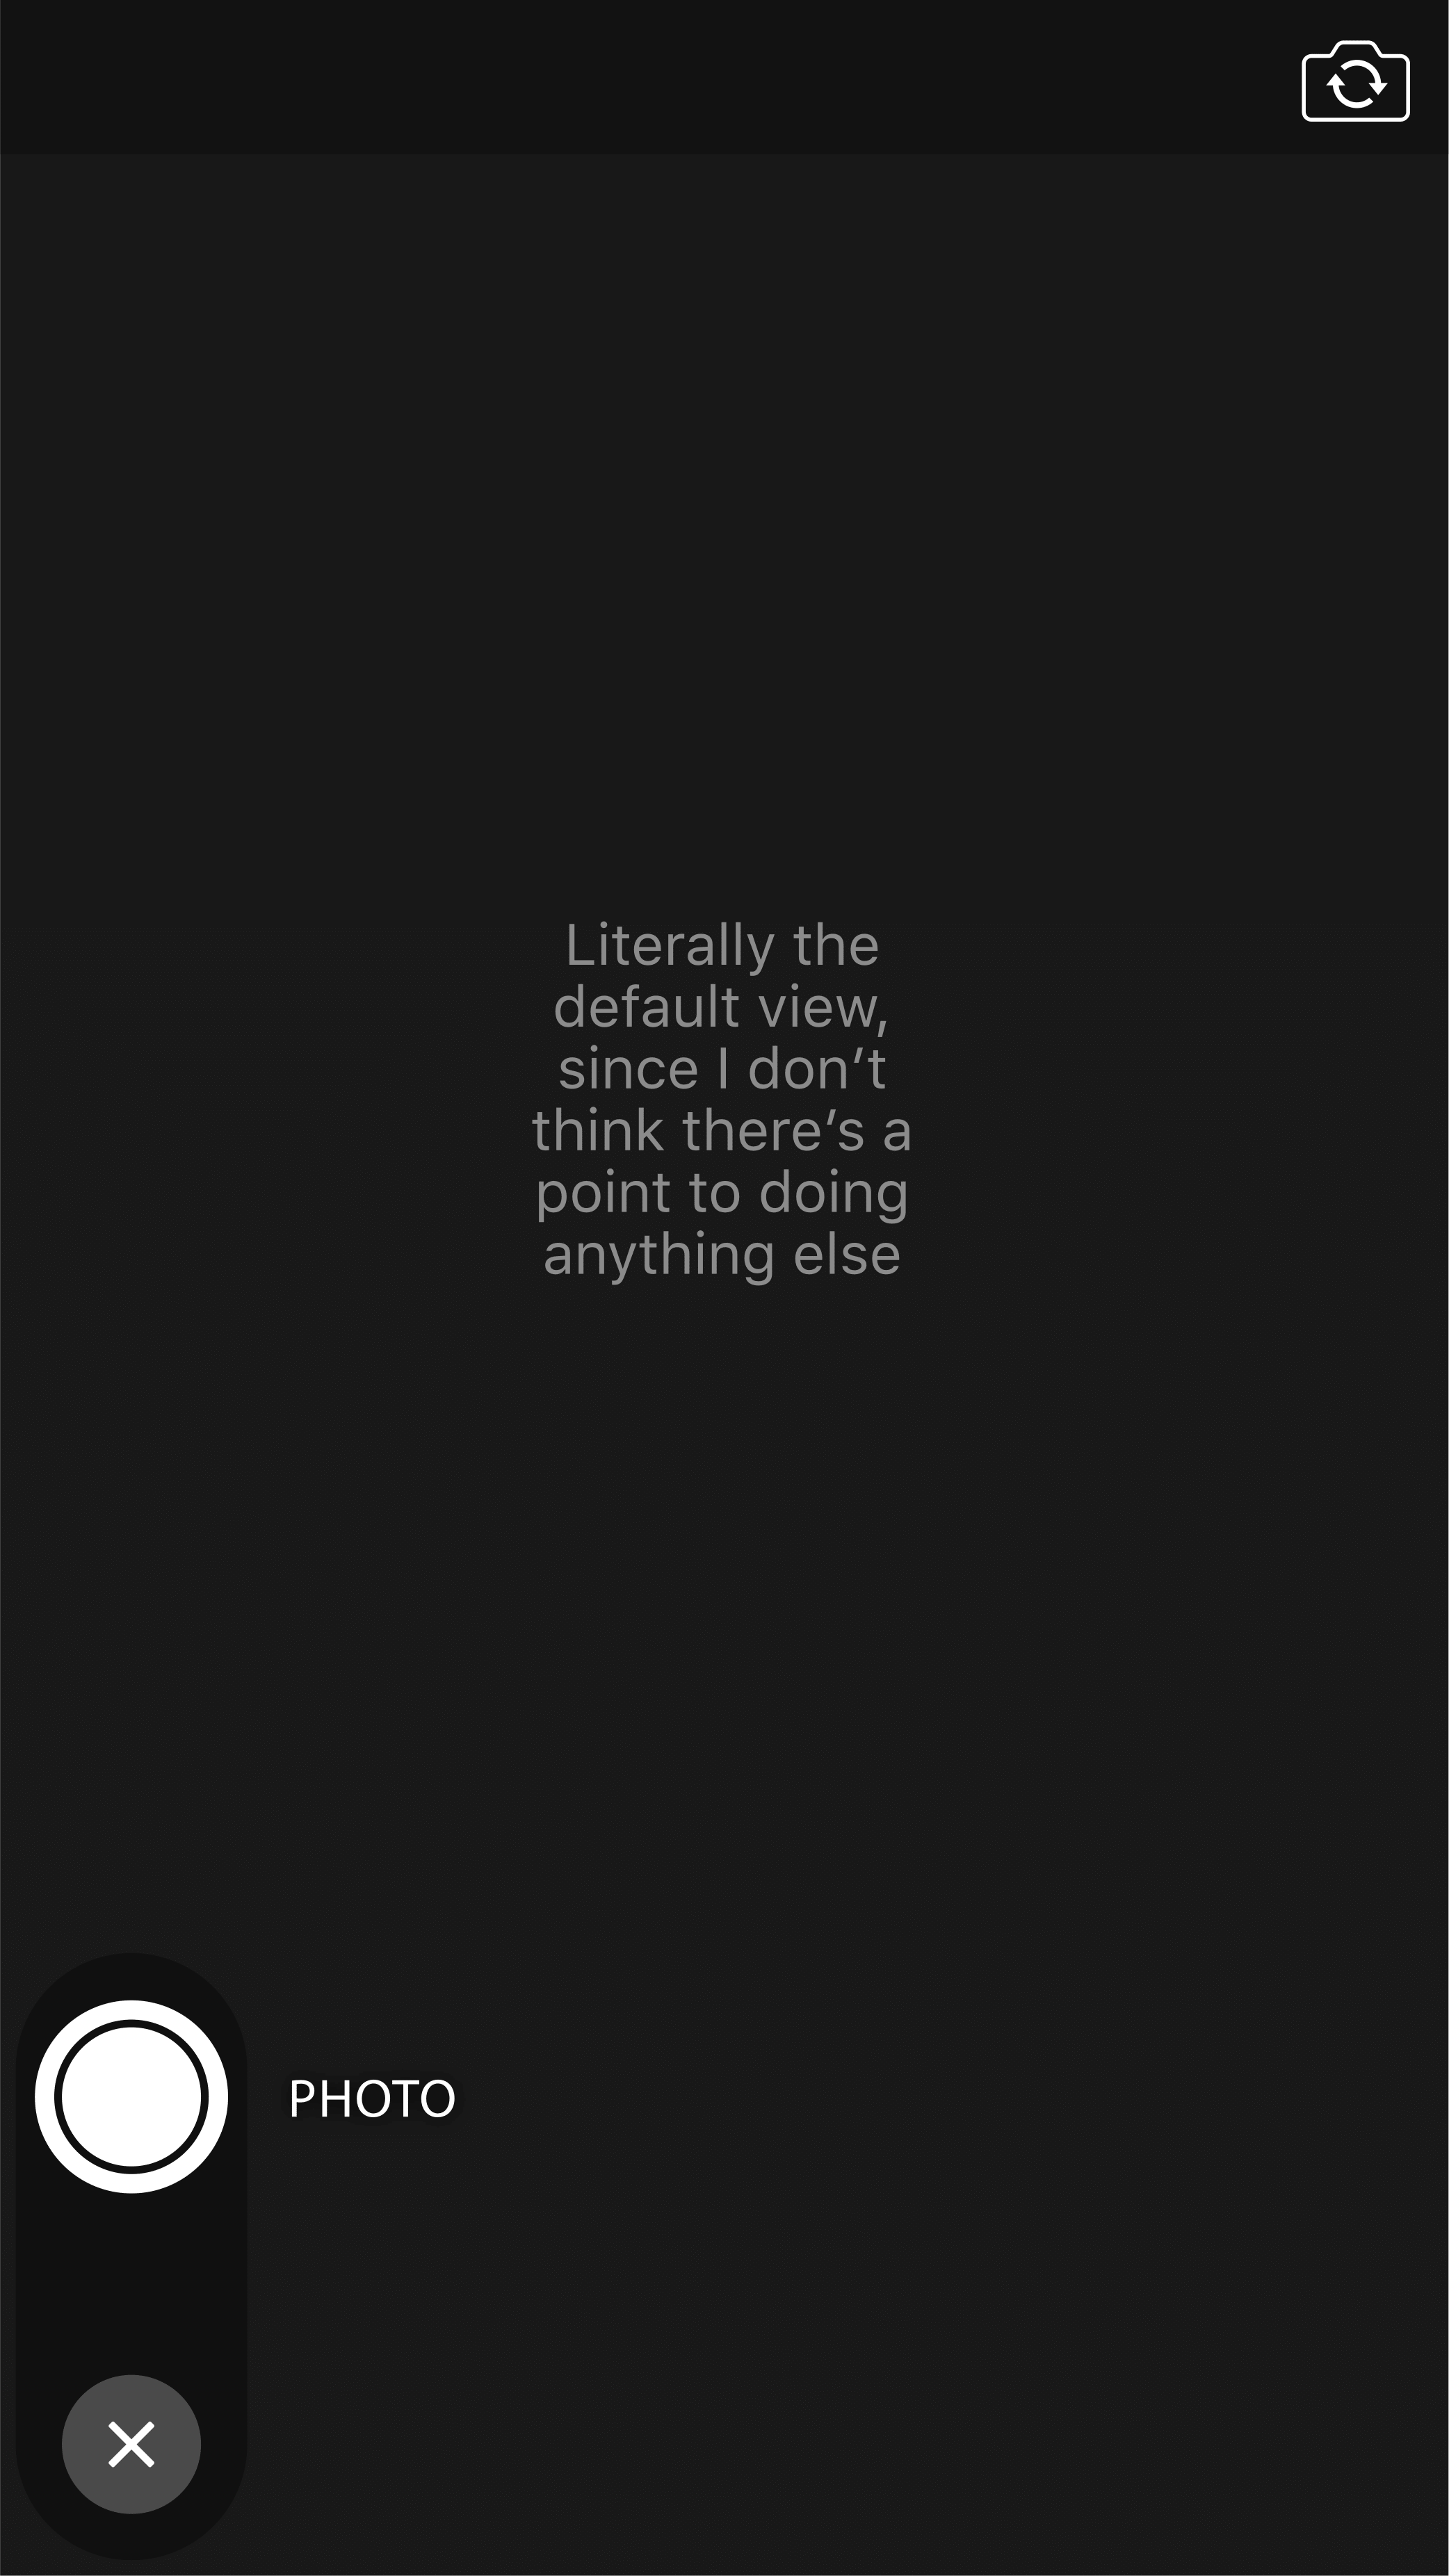 Literally the
default view,
since I don’t
think there’s a
point to doing
anything else
PHOTO